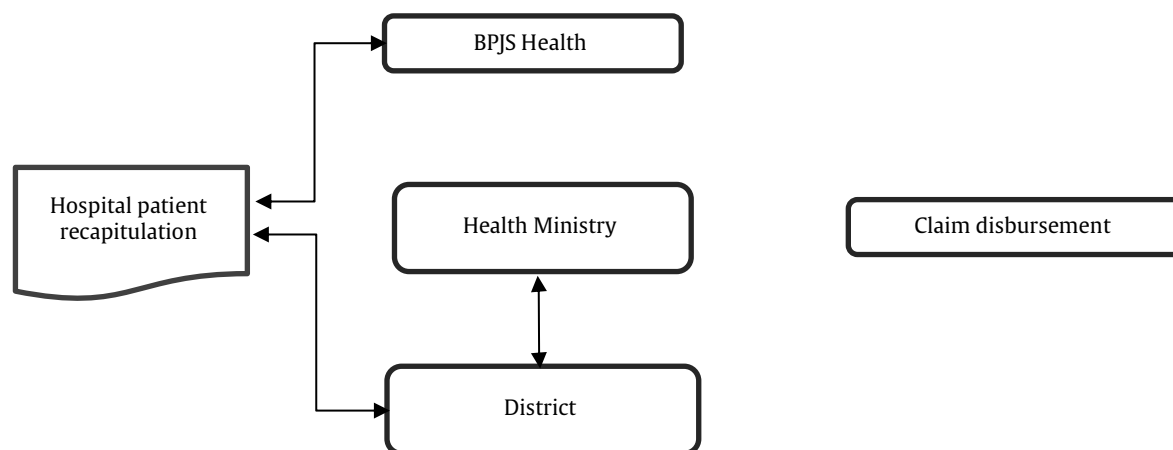 BPJS Health
Hospital patient
recapitulation
Health Ministry
Claim disbursement
District